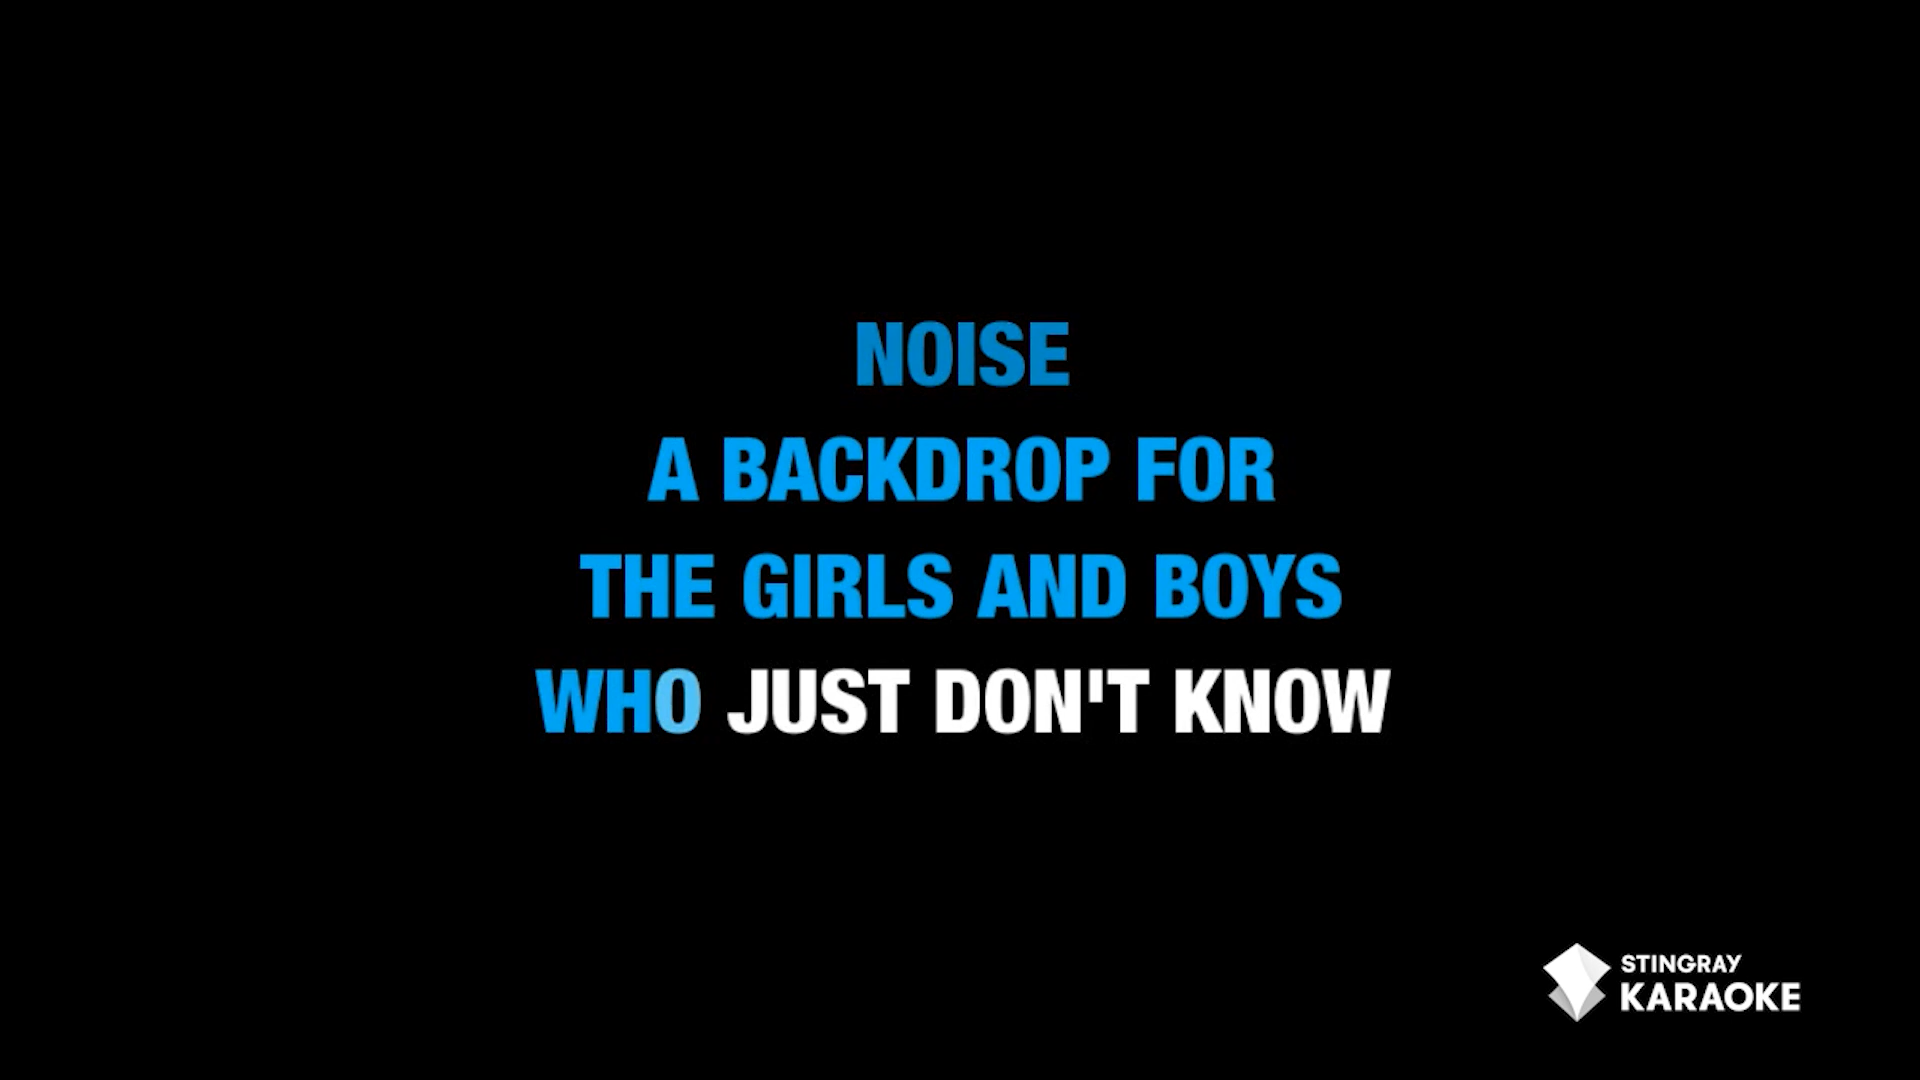 NOISE
A BACKDROP FOR
THE GIRLS AND BOYS
WHO JUST DON'T KNOW
STINGRAY
KARAOKE